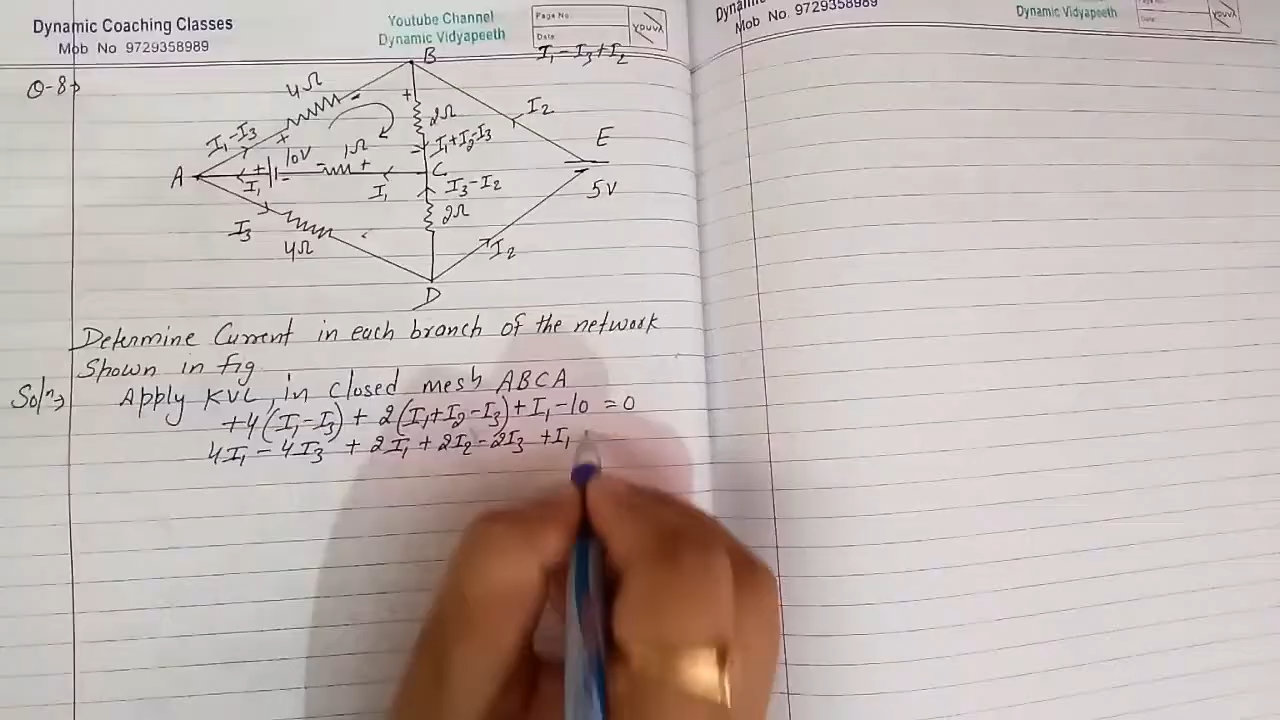 Dynamic Coaching Classes
Mob No 9729358989
Youtube Channel
Dynamic Vidyapeeth
Page No.
Date
YOUVA
Mob No. 9729358989
Dynamic Vidyapeeth
YOUVA
Q-8→
B
I₁-I₃+I₂
4Ω
+ -
+
2Ω
I₂
I₁-I₃
I₁+I₂-I₃
E
A
+ -
10V
1Ω
+
C
I₁
I₁
I₃-I₂
5V
I₃
4Ω
2Ω
I₂
D
Determine Current in each branch of the network
Shown in fig.
Solⁿ→ Apply KVL, in closed mesh ABCA
+4(I₁-I₃) + 2(I₁+I₂-I₃) + I₁ -10 = 0
4I₁ - 4I₃ + 2I₁ + 2I₂ - 2I₃ + I₁